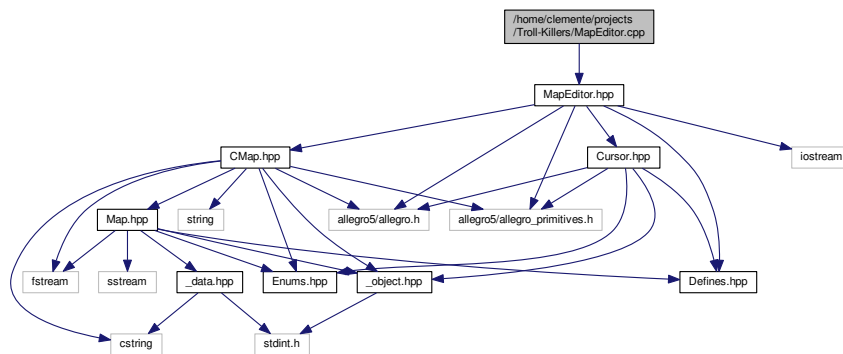 /home/clemente/projects
/Troll-Killers/MapEditor.cpp
MapEditor.hpp
CMap.hpp
Cursor.hpp
iostream
Map.hpp
string
allegro5/allegro.h
allegro5/allegro_primitives.h
fstream
sstream
_data.hpp
Enums.hpp
_object.hpp
Defines.hpp
cstring
stdint.h